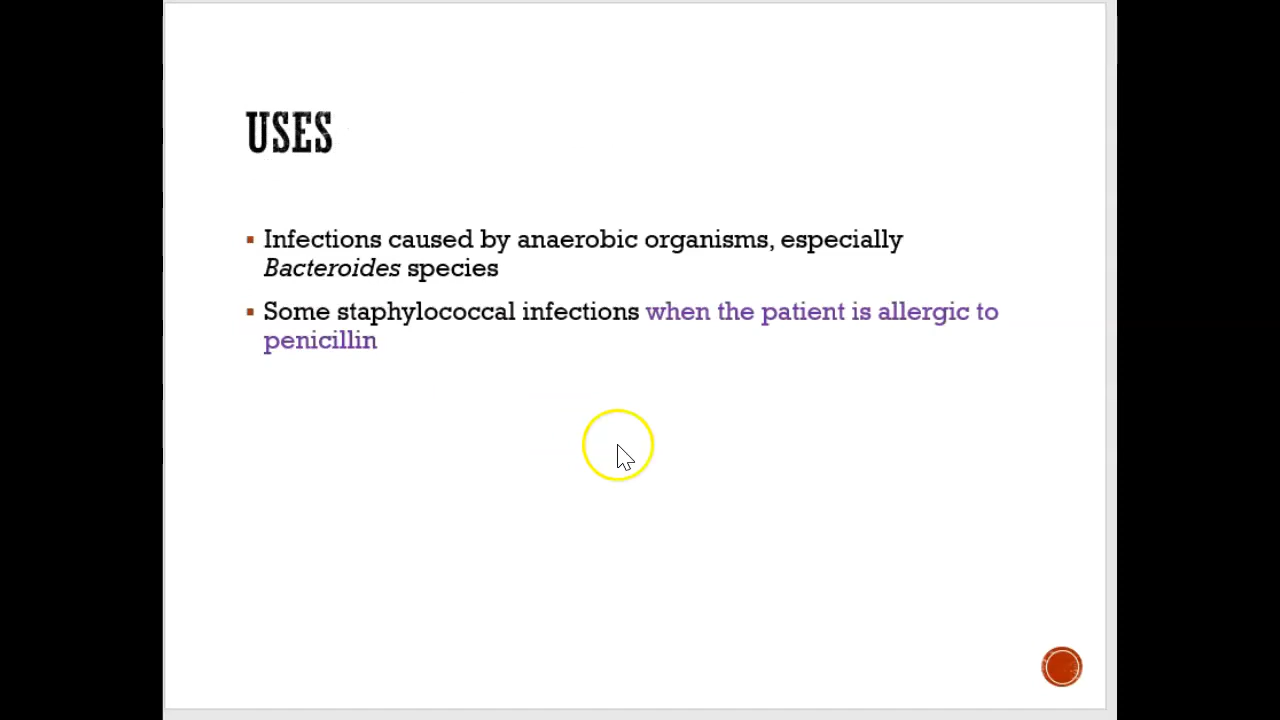 USES
▪ Infections caused by anaerobic organisms, especially
Bacteroides species
▪ Some staphylococcal infections when the patient is allergic to
penicillin